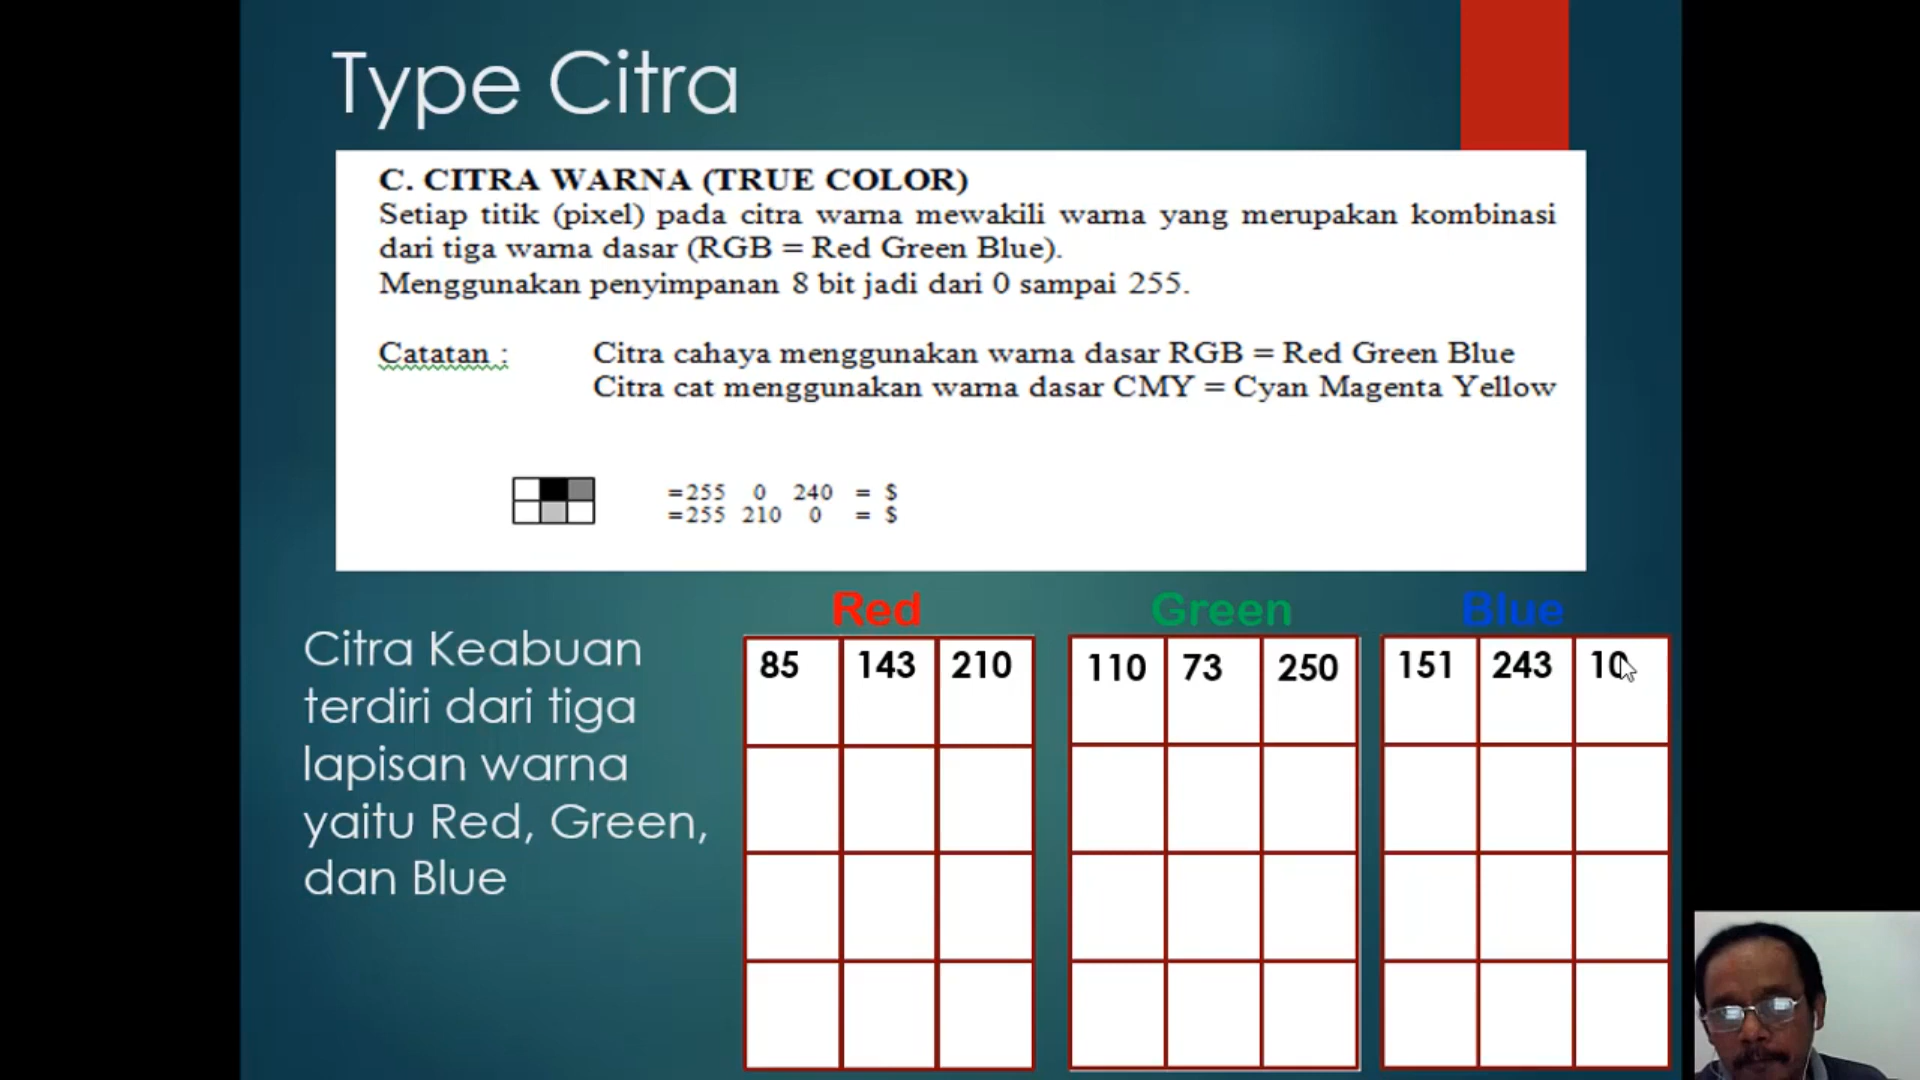 Type Citra
C. CITRA WARNA (TRUE COLOR)
Setiap titik (pixel) pada citra warna mewakili warna yang merupakan kombinasi
dari tiga warna dasar (RGB = Red Green Blue).
Menggunakan penyimpanan 8 bit jadi dari 0 sampai 255.
Catatan : Citra cahaya menggunakan warna dasar RGB = Red Green Blue
Citra cat menggunakan warna dasar CMY = Cyan Magenta Yellow
=255 0 240 = $
=255 210 0 = $
Citra Keabuan
terdiri dari tiga
lapisan warna
yaitu Red, Green,
dan Blue
Red Green Blue
85 143 210 110 73 250 151 243 10